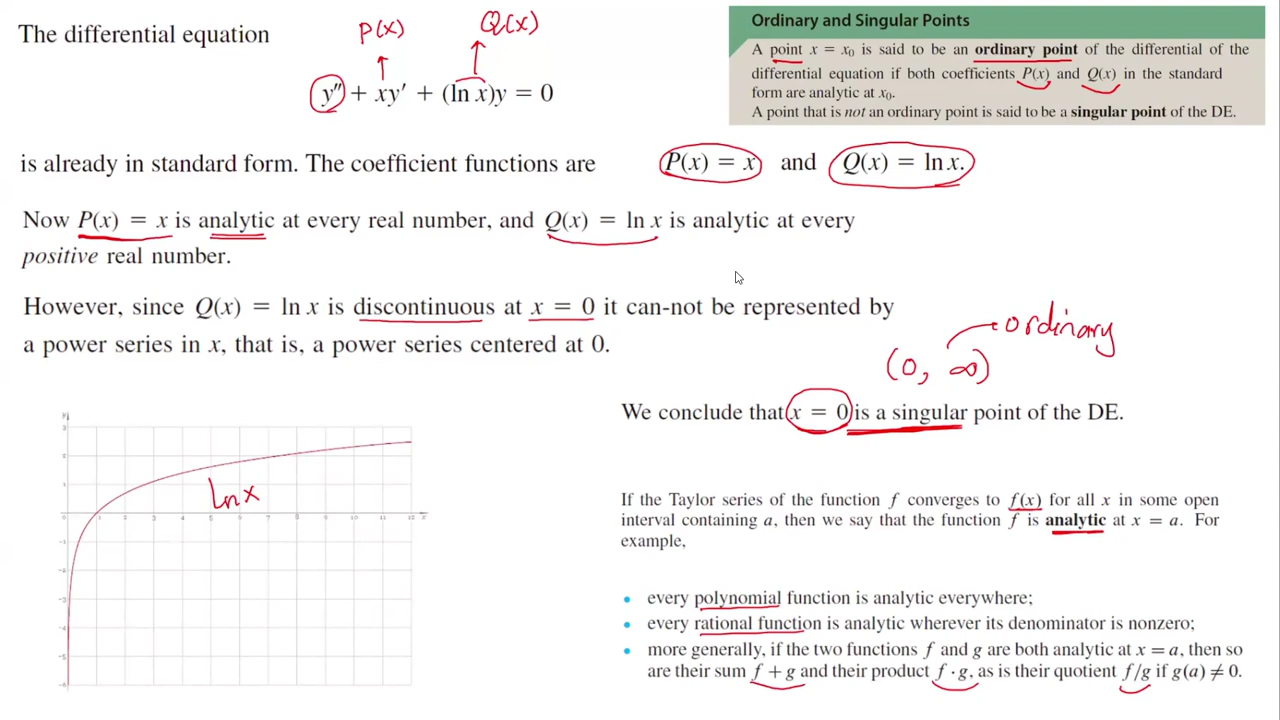 The differential equation
P(x) Q(x)
y″ + xy′ + (ln x)y = 0
Ordinary and Singular Points
A point x = x₀ is said to be an ordinary point of the differential of the
differential equation if both coefficients P(x) and Q(x) in the standard
form are analytic at x₀.
A point that is not an ordinary point is said to be a singular point of the DE.
is already in standard form. The coefficient functions are P(x) = x and Q(x) = ln x.
Now P(x) = x is analytic at every real number, and Q(x) = ln x is analytic at every
positive real number.
However, since Q(x) = ln x is discontinuous at x = 0 it can-not be represented by
a power series in x, that is, a power series centered at 0.
ordinary
(0, ∞)
We conclude that x = 0 is a singular point of the DE.
ln x
If the Taylor series of the function f converges to f(x) for all x in some open
interval containing a, then we say that the function f is analytic at x = a. For
example,
• every polynomial function is analytic everywhere;
• every rational function is analytic wherever its denominator is nonzero;
• more generally, if the two functions f and g are both analytic at x = a, then so
are their sum f + g and their product f · g, as is their quotient f/g if g(a) ≠ 0.